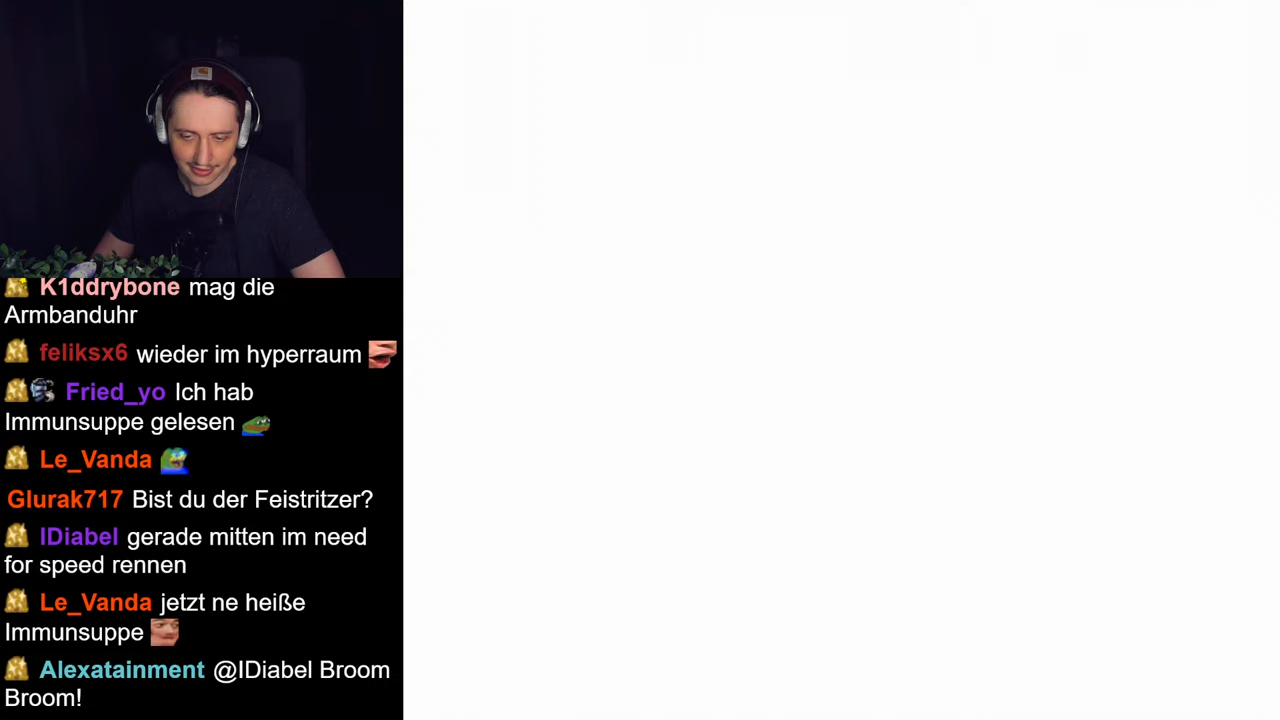 K1ddrybone mag die
Armbanduhr
feliksx6 wieder im hyperraum
Fried_yo Ich hab
Immunsuppe gelesen
Le_Vanda
Glurak717 Bist du der Feistritzer?
IDiabel gerade mitten im need
for speed rennen
Le_Vanda jetzt ne heiße
Immunsuppe
Alexatainment @IDiabel Broom
Broom!